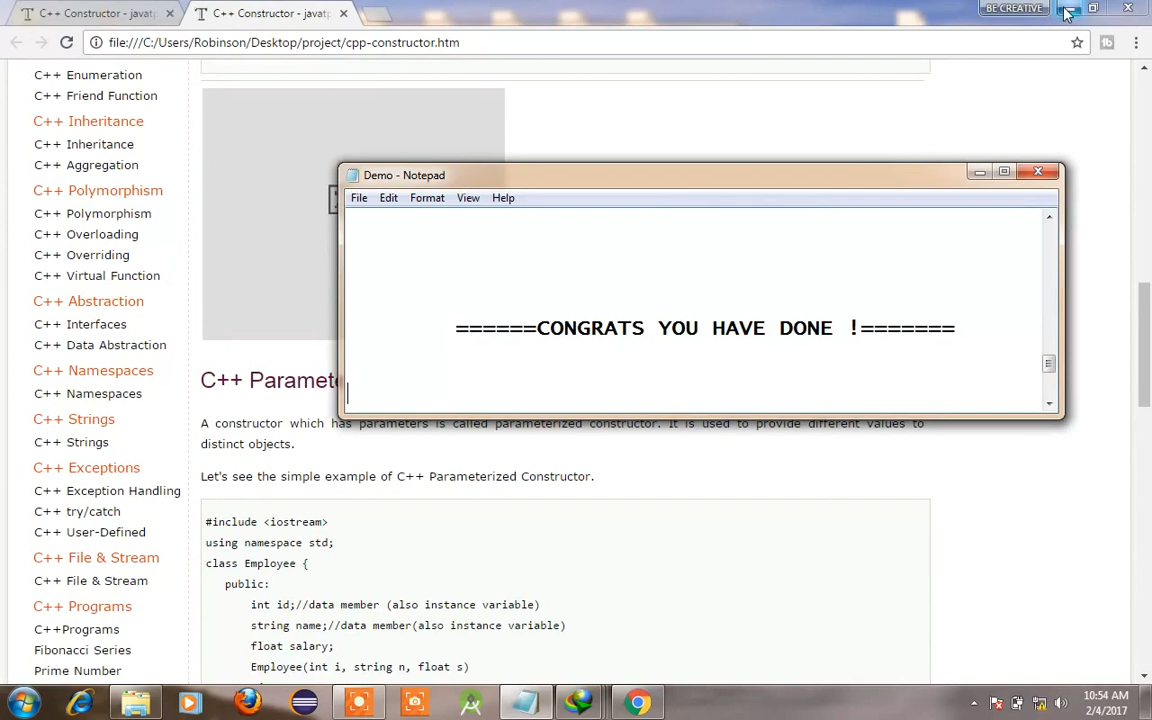 C++ Constructor - javatp
C++ Constructor - javatp
BE CREATIVE
file:///C:/Users/Robinson/Desktop/project/cpp-constructor.htm
C++ Enumeration
C++ Friend Function
C++ Inheritance
C++ Inheritance
C++ Aggregation
C++ Polymorphism
C++ Polymorphism
C++ Overloading
C++ Overriding
C++ Virtual Function
C++ Abstraction
C++ Interfaces
C++ Data Abstraction
C++ Namespaces
C++ Namespaces
C++ Strings
C++ Strings
C++ Exceptions
C++ Exception Handling
C++ try/catch
C++ User-Defined
C++ File & Stream
C++ File & Stream
C++ Programs
C++Programs
Fibonacci Series
Prime Number
Demo - Notepad
File Edit Format View Help
======CONGRATS YOU HAVE DONE !=======
C++ Paramet
A constructor which has parameters is called parameterized constructor. It is used to provide different values to
distinct objects.
Let's see the simple example of C++ Parameterized Constructor.
#include <iostream>
using namespace std;
class Employee {
public:
int id;//data member (also instance variable)
string name;//data member(also instance variable)
float salary;
Employee(int i, string n, float s)
10:54 AM
2/4/2017